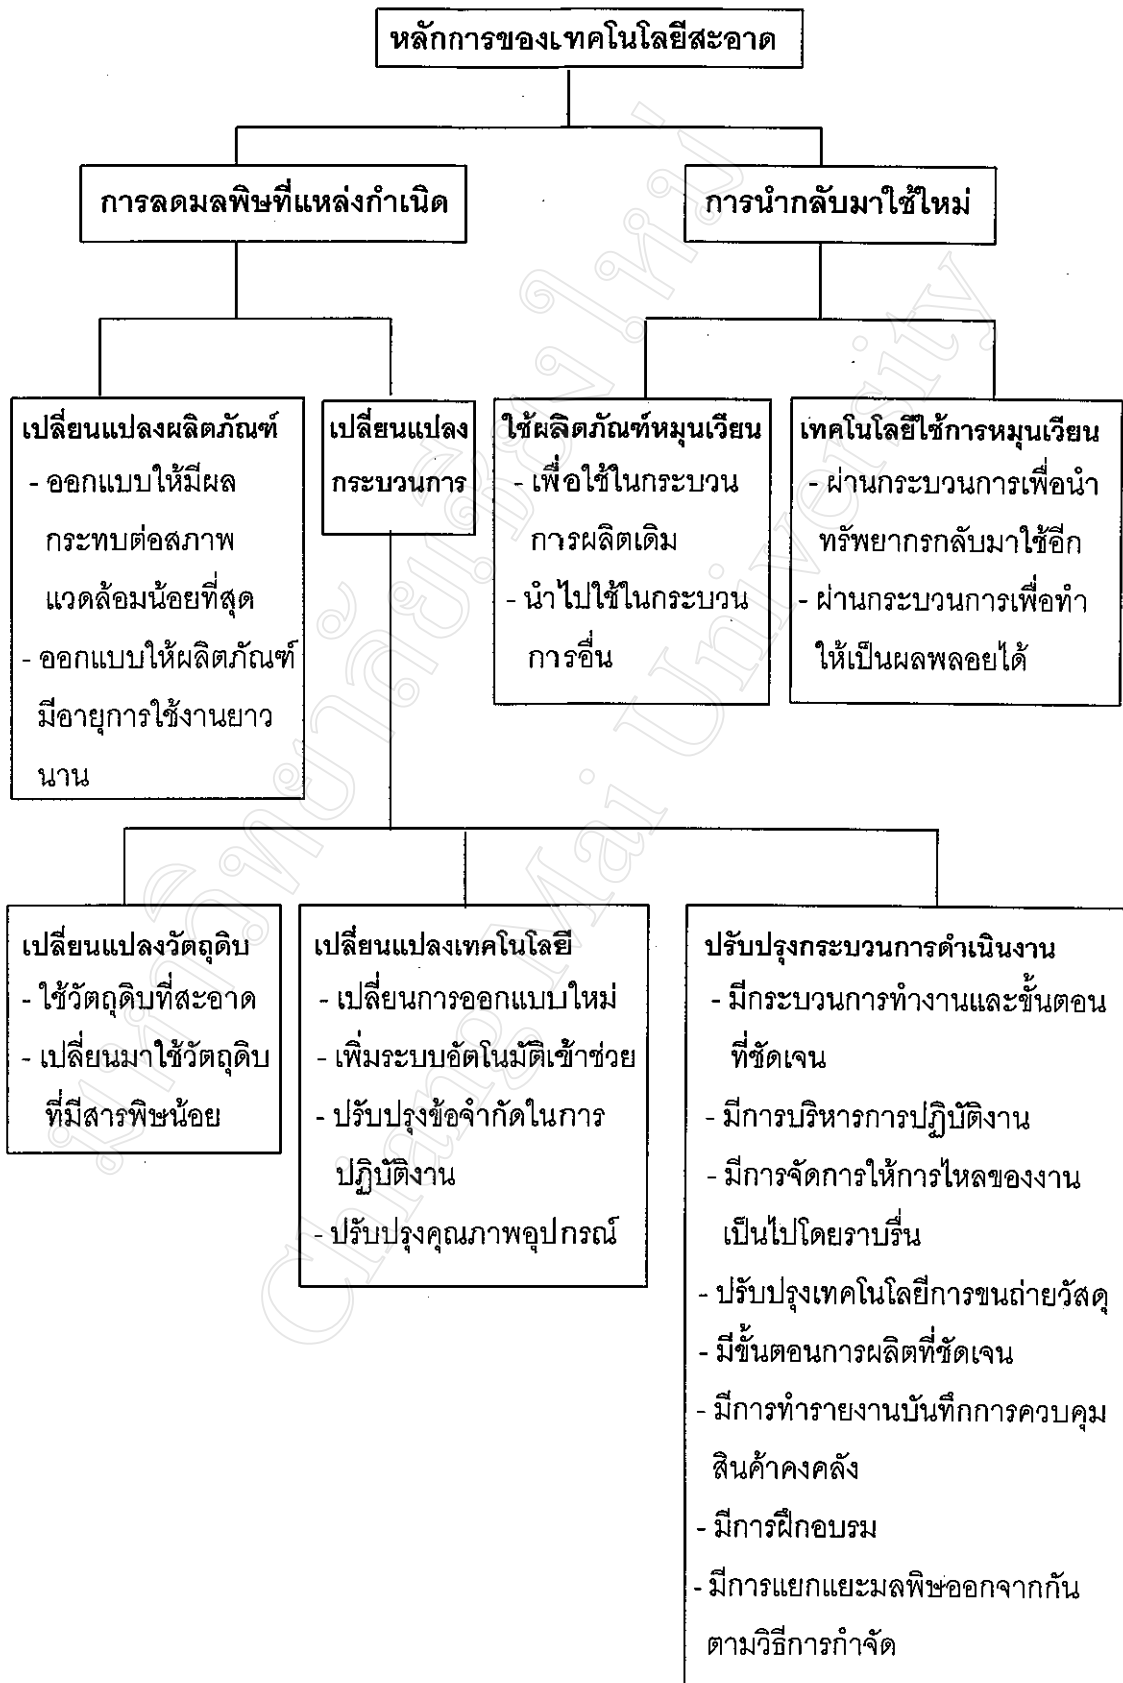 หลักการของเทคโนโลยีสะอาด
การลดมลพิษที่แหล่งกำเนิด
การนำกลับมาใช้ใหม่
เปลี่ยนแปลงผลิตภัณฑ์
- ออกแบบให้มีผล
กระทบต่อสภาพ
แวดล้อมน้อยที่สุด
- ออกแบบให้ผลิตภัณฑ์
มีอายุการใช้งานยาว
นาน
เปลี่ยนแปลง
กระบวนการ
ใช้ผลิตภัณฑ์หมุนเวียน
- เพื่อใช้ในกระบวน
การผลิตเดิม
- นำไปใช้ในกระบวน
การอื่น
เทคโนโลยีใช้การหมุนเวียน
- ผ่านกระบวนการเพื่อนำ
ทรัพยากรกลับมาใช้อีก
- ผ่านกระบวนการเพื่อทำ
ให้เป็นผลพลอยได้
เปลี่ยนแปลงวัตถุดิบ
- ใช้วัตถุดิบที่สะอาด
- เปลี่ยนมาใช้วัตถุดิบ
ที่มีสารพิษน้อย
เปลี่ยนแปลงเทคโนโลยี
- เปลี่ยนการออกแบบใหม่
- เพิ่มระบบอัตโนมัติเข้าช่วย
- ปรับปรุงข้อจำกัดในการ
ปฏิบัติงาน
- ปรับปรุงคุณภาพอุปกรณ์
ปรับปรุงกระบวนการดำเนินงาน
- มีกระบวนการทำงานและขั้นตอน
ที่ชัดเจน
- มีการบริหารการปฏิบัติงาน
- มีการจัดการให้การไหลของงาน
เป็นไปโดยราบรื่น
- ปรับปรุงเทคโนโลยีการขนถ่ายวัสดุ
- มีขั้นตอนการผลิตที่ชัดเจน
- มีการทำรายงานบันทึกการควบคุม
สินค้าคงคลัง
- มีการฝึกอบรม
- มีการแยกแยะมลพิษออกจากกัน
ตามวิธีการกำจัด
มหาวิทยาลัยเชียงใหม่
Chiang Mai University